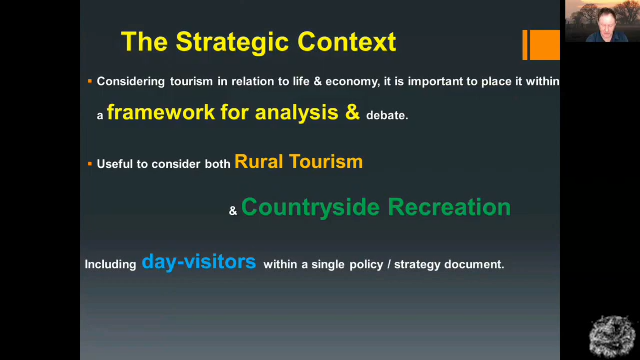 The Strategic Context
Considering tourism in relation to life & economy, it is important to place it within
a framework for analysis & debate.
Useful to consider both Rural Tourism
& Countryside Recreation
Including day-visitors within a single policy / strategy document.